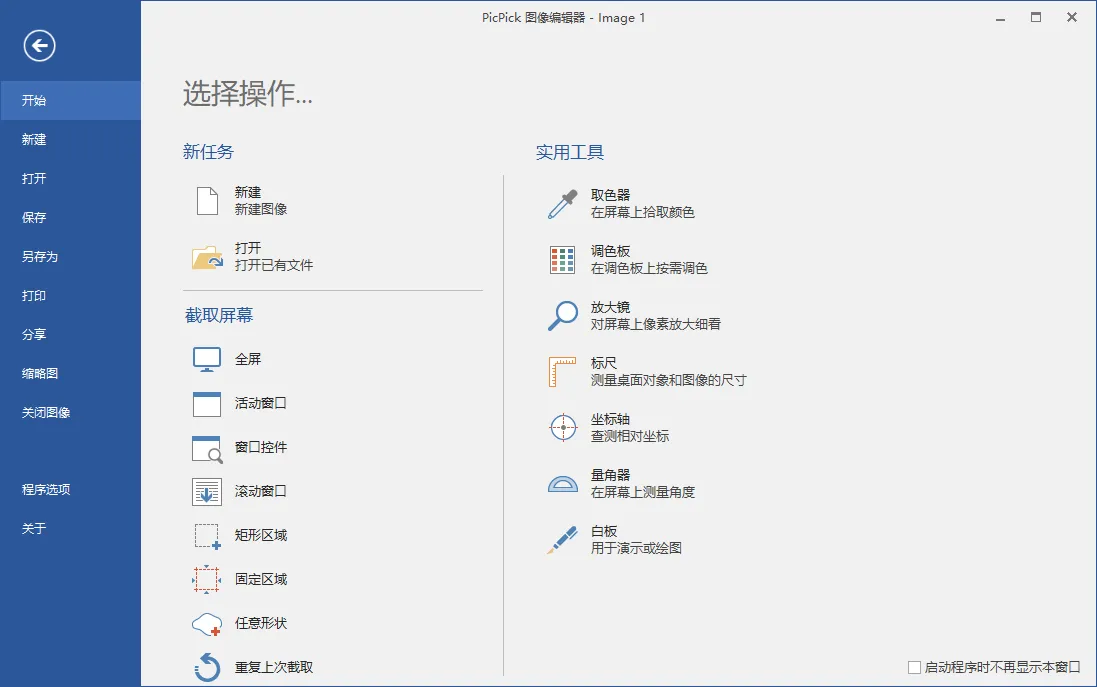 PicPick 图像编辑器 - Image 1
开始
新建
打开
保存
另存为
打印
分享
缩略图
关闭图像
程序选项
关于
选择操作...
新任务
新建
新建图像
打开
打开已有文件
截取屏幕
全屏
活动窗口
窗口控件
滚动窗口
矩形区域
固定区域
任意形状
重复上次截取
实用工具
取色器
在屏幕上拾取颜色
调色板
在调色板上按需调色
放大镜
对屏幕上像素放大细看
标尺
测量桌面对象和图像的尺寸
坐标轴
查测相对坐标
量角器
在屏幕上测量角度
白板
用于演示或绘图
启动程序时不再显示本窗口